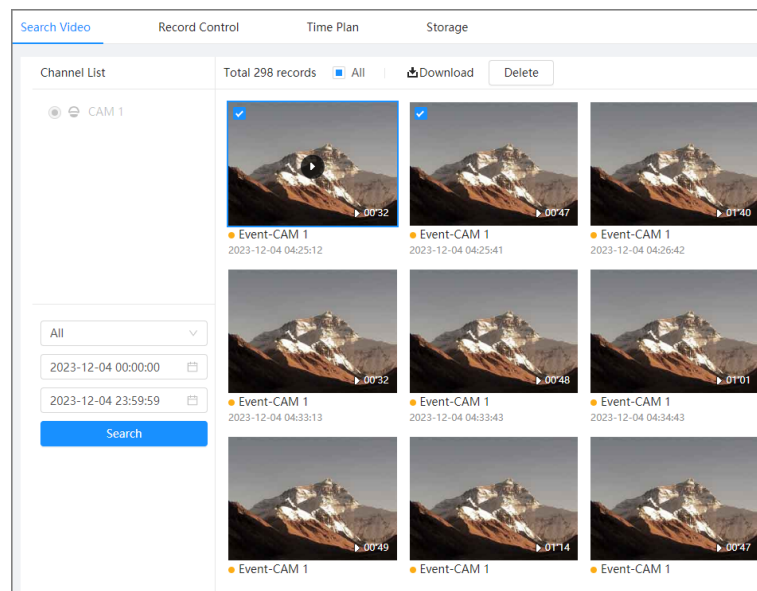 Search Video Record Control Time Plan Storage
Channel List
Total 298 records All Download Delete
CAM 1
00'32 00'47 01'40
Event-CAM 1 Event-CAM 1 Event-CAM 1
2023-12-04 04:25:12 2023-12-04 04:25:41 2023-12-04 04:26:42
All
2023-12-04 00:00:00
2023-12-04 23:59:59
Search
00'32 00'48 01'01
Event-CAM 1 Event-CAM 1 Event-CAM 1
2023-12-04 04:33:13 2023-12-04 04:33:43 2023-12-04 04:34:43
00'49 01'14 00'47
Event-CAM 1 Event-CAM 1 Event-CAM 1